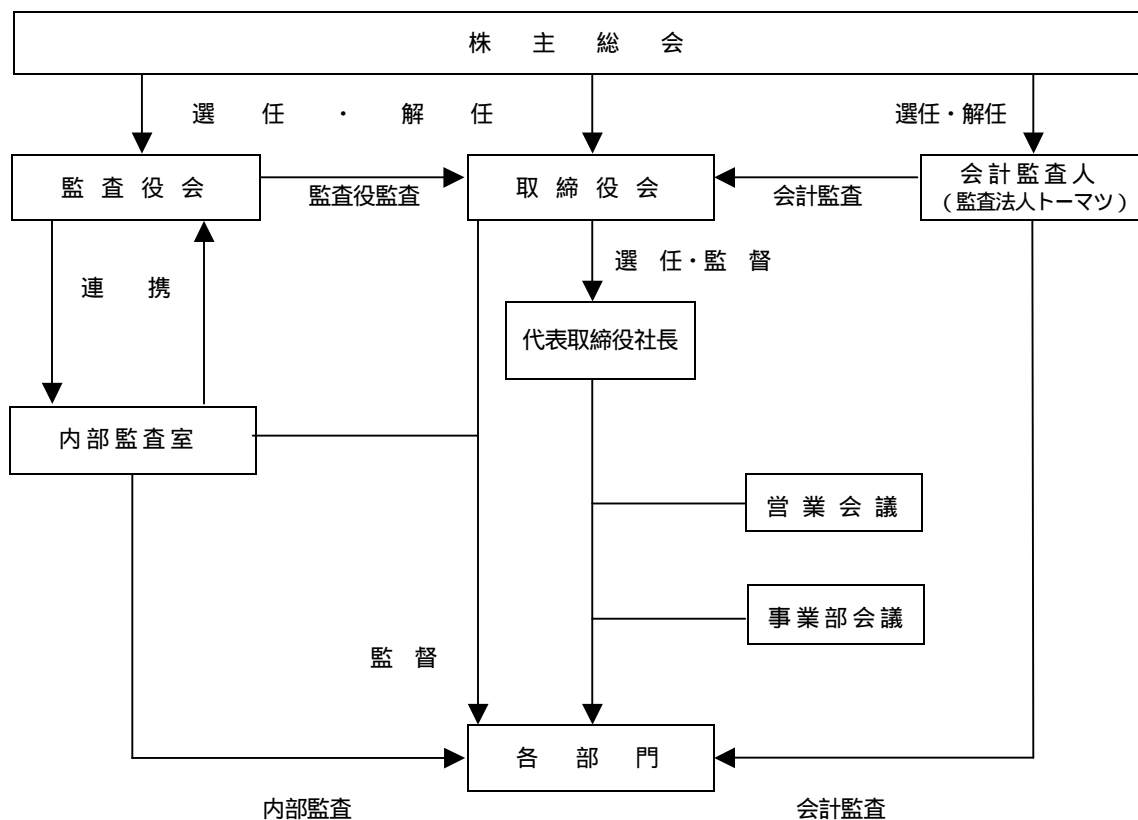 株主総会
選任・解任
選任・解任
監査役会
監査役監査
取締役会
会計監査
会計監査人
(監査法人トーマツ)
選任・監督
連携
代表取締役社長
内部監査室
営業会議
事業部会議
監督
各部門
内部監査
会計監査